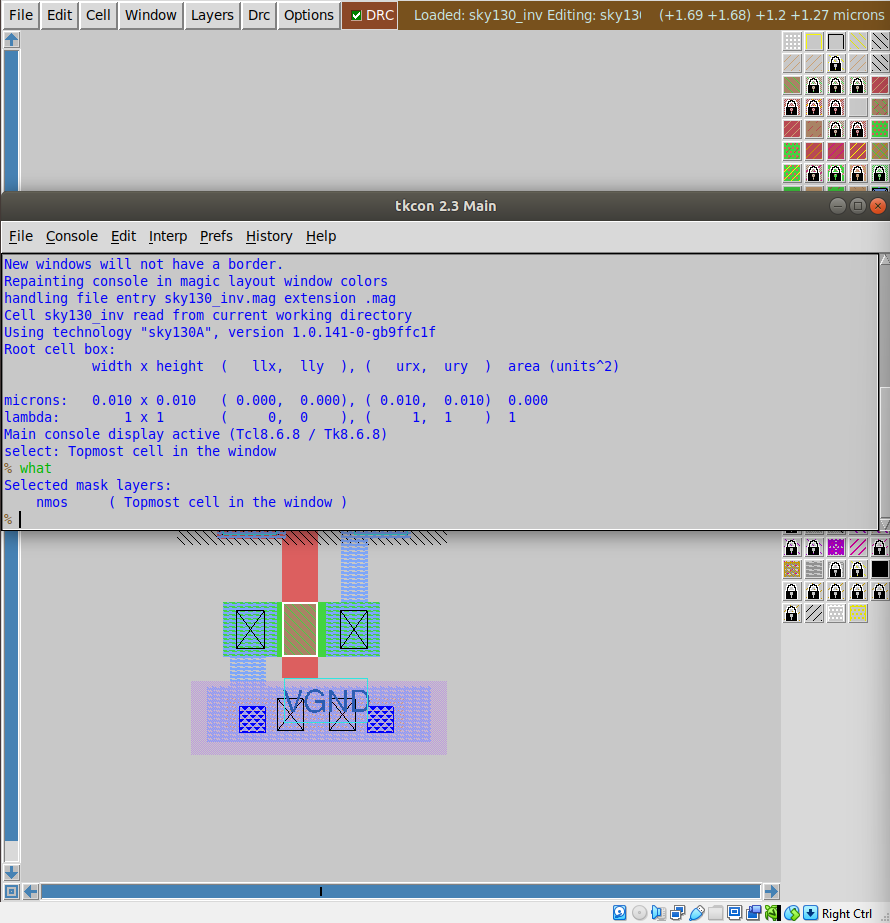 File Edit Cell Window Layers Drc Options DRC Loaded: sky130_inv Editing: sky13 (+1.69 +1.68) +1.2 +1.27 microns
tkcon 2.3 Main
File Console Edit Interp Prefs History Help
New windows will not have a border.
Repainting console in magic layout window colors
handling file entry sky130_inv.mag extension .mag
Cell sky130_inv read from current working directory
Using technology "sky130A", version 1.0.141-0-gb9ffc1f
Root cell box:
width x height ( llx, lly ), ( urx, ury ) area (units^2)
microns: 0.010 x 0.010 ( 0.000, 0.000), ( 0.010, 0.010) 0.000
lambda: 1 x 1 ( 0, 0 ), ( 1, 1 ) 1
Main console display active (Tcl8.6.8 / Tk8.6.8)
select: Topmost cell in the window
% what
Selected mask layers:
nmos ( Topmost cell in the window )
%
VGND
Right Ctrl